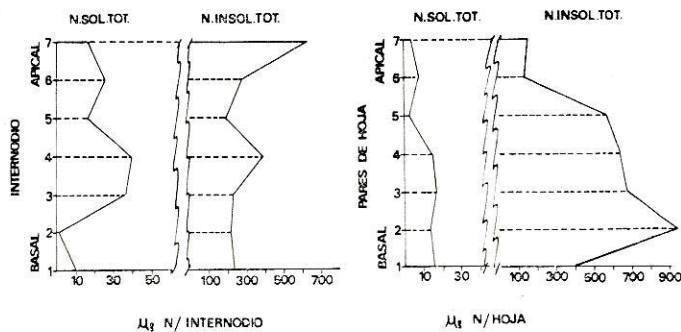 N.SOL.TOT. N.INSOL.TOT.
APICAL
INTERNODIO
BASAL
7
6
5
4
3
2
1
10 30 50 100 300 500 700
µg N/INTERNODIO
N.SOL.TOT. N.INSOL.TOT.
APICAL
PARES DE HOJA
BASAL
7
6
5
4
3
2
1
10 30 100 300 500 700 900
µg N/HOJA